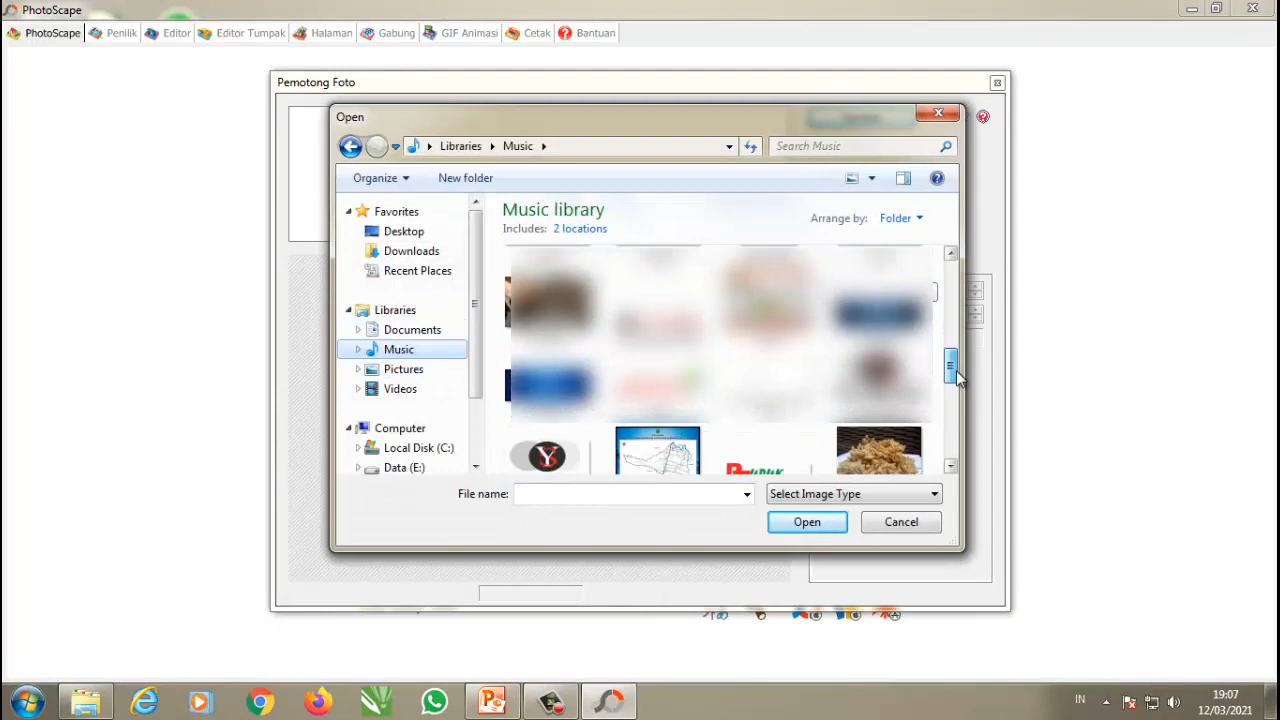 PhotoScape
PhotoScape Penilik Editor Editor Tumpak Halaman Gabung GIF Animasi Cetak Bantuan
Pemotong Foto
Open
Libraries Music Search Music
Organize New folder
Favorites
Desktop
Downloads
Recent Places
Libraries
Documents
Music
Pictures
Videos
Computer
Local Disk (C:)
Data (E:)
Music library
Includes: 2 locations
Arrange by: Folder
File name: Select Image Type
Open Cancel
IN 19:07
12/03/2021